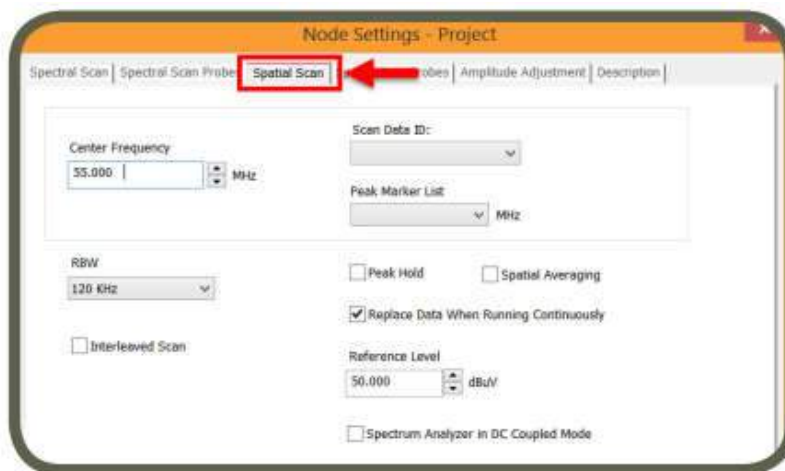 Node Settings - Project
Spectral Scan
Spectral Scan Probes
Spatial Scan
Amplitude Adjustment
Description
Center Frequency
55.000
MHz
Scan Data ID:
Peak Marker List
MHz
RBW
120 KHz
Interleaved Scan
Peak Hold
Spatial Averaging
Replace Data When Running Continuously
Reference Level
50.000
dBuV
Spectrum Analyzer in DC Coupled Mode